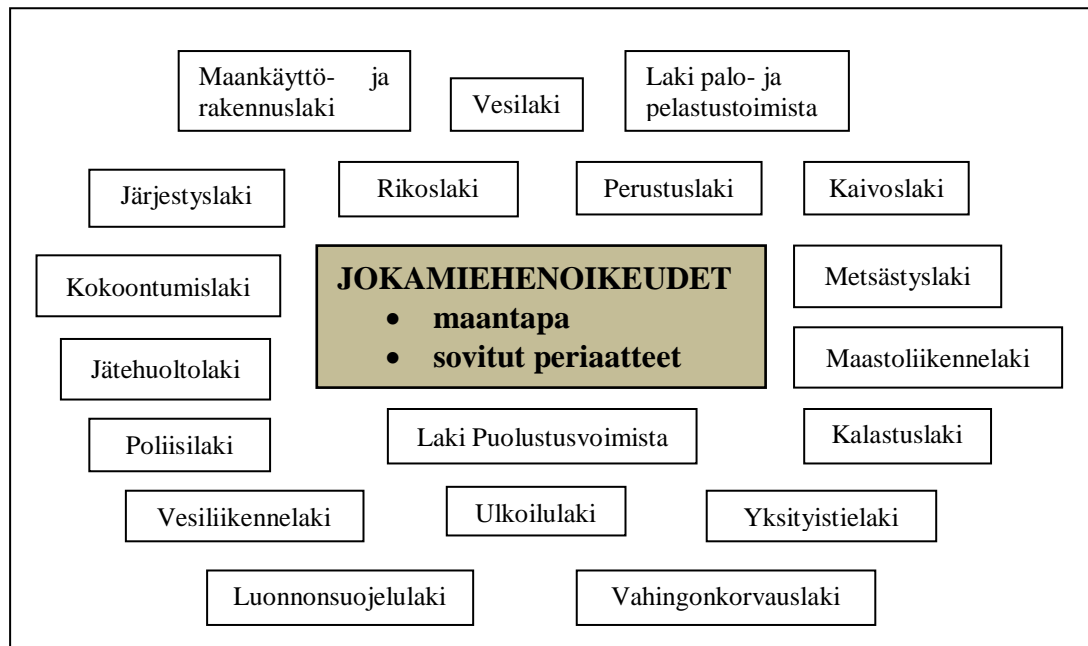 Maankäyttö- ja
rakennuslaki
Vesilaki
Laki palo- ja
pelastustoimista
Järjestyslaki
Rikoslaki
Perustuslaki
Kaivoslaki
Kokoontumislaki
JOKAMIEHENOIKEUDET
• maantapa
• sovitut periaatteet
Metsästyslaki
Jätehuoltolaki
Maastoliikennelaki
Poliisilaki
Laki Puolustusvoimista
Kalastuslaki
Vesiliikennelaki
Ulkoilulaki
Yksityistielaki
Luonnonsuojelulaki
Vahingonkorvauslaki